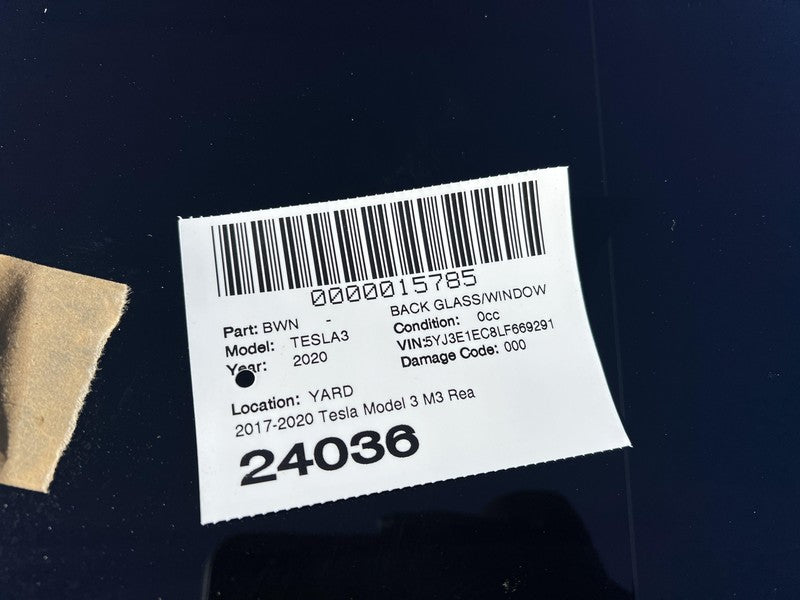 0000015785
Part: BWN - BACK GLASS/WINDOW
Model: TESLA3 Condition: 0cc
Year: 2020 VIN:5YJ3E1EC8LF669291
Damage Code: 000
Location: YARD
2017-2020 Tesla Model 3 M3 Rea
24036